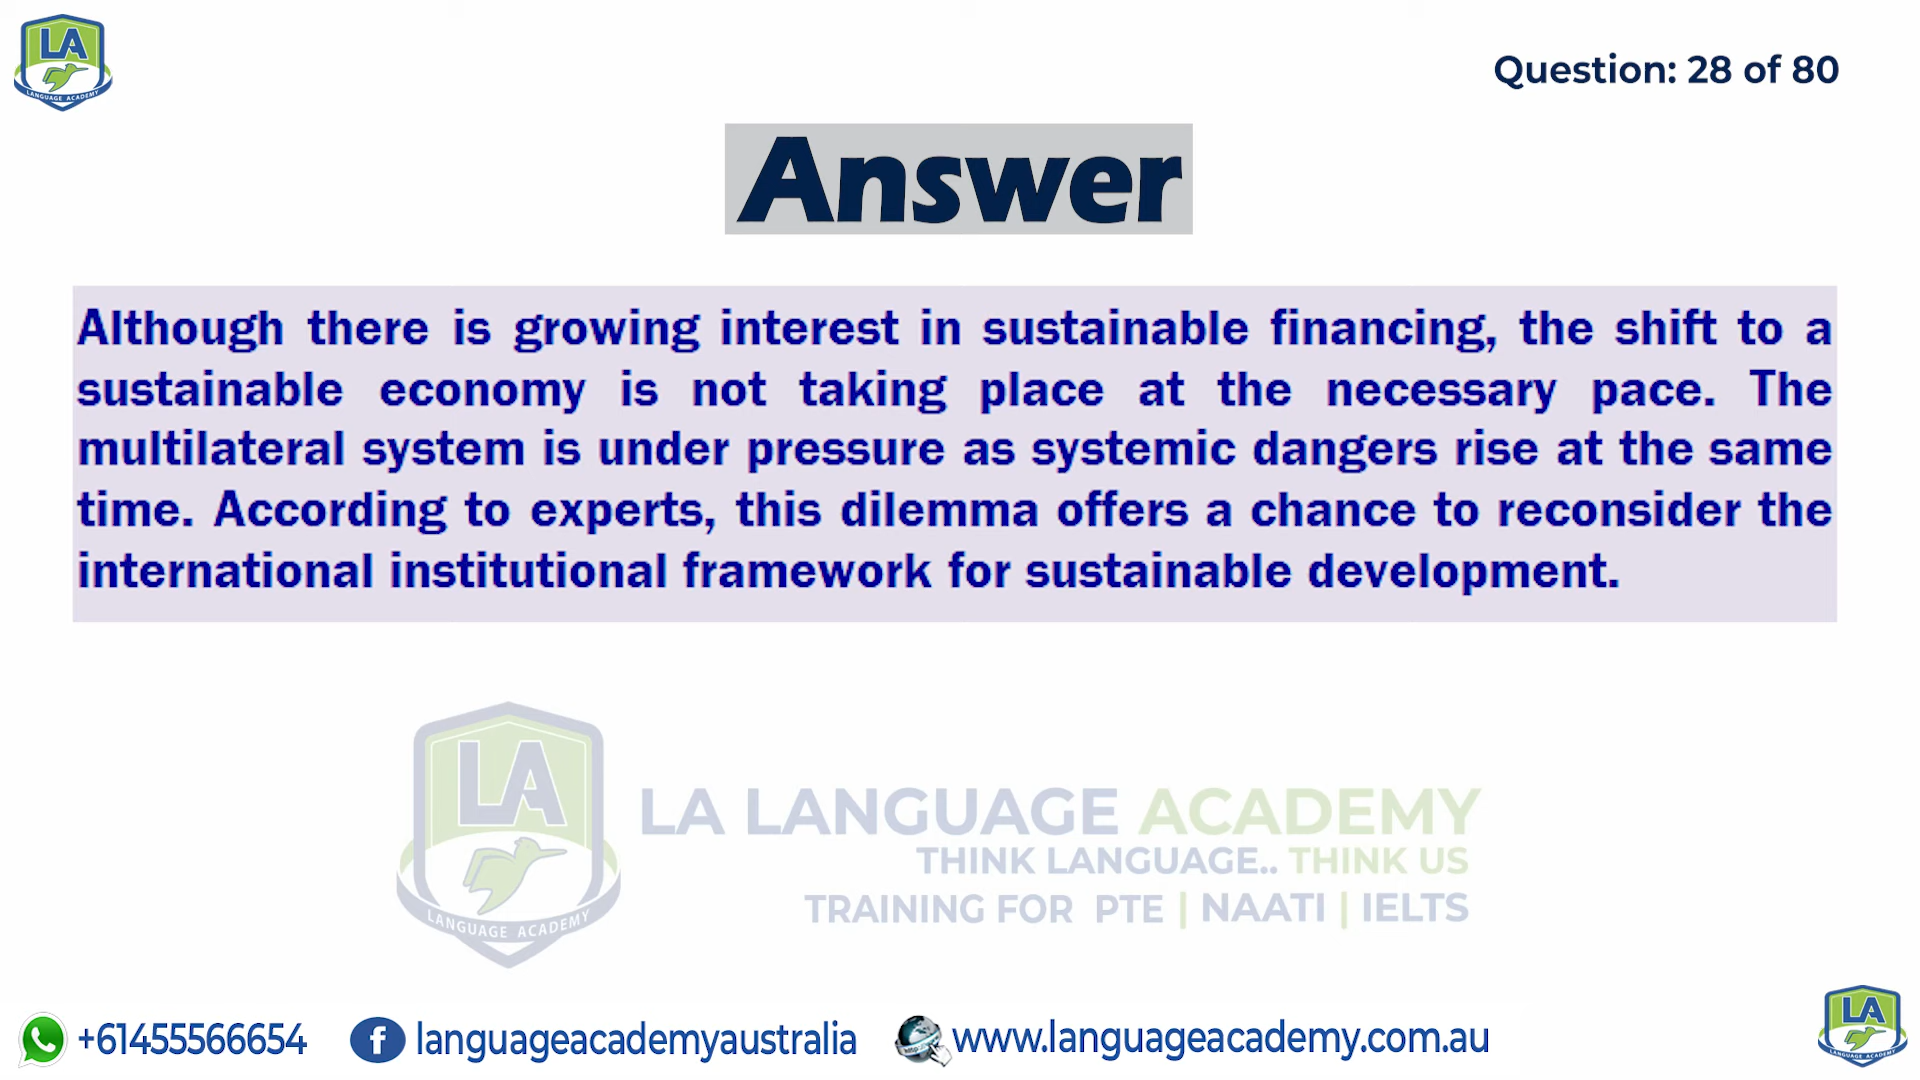 LA
LANGUAGE ACADEMY
Question: 28 of 80
Answer
Although there is growing interest in sustainable financing, the shift to a
sustainable economy is not taking place at the necessary pace. The
multilateral system is under pressure as systemic dangers rise at the same
time. According to experts, this dilemma offers a chance to reconsider the
international institutional framework for sustainable development.
LA
LANGUAGE ACADEMY
LA LANGUAGE ACADEMY
THINK LANGUAGE.. THINK US
TRAINING FOR PTE | NAATI | IELTS
+61455566654
f languageacademyaustralia
www.languageacademy.com.au
LA
LANGUAGE ACADEMY